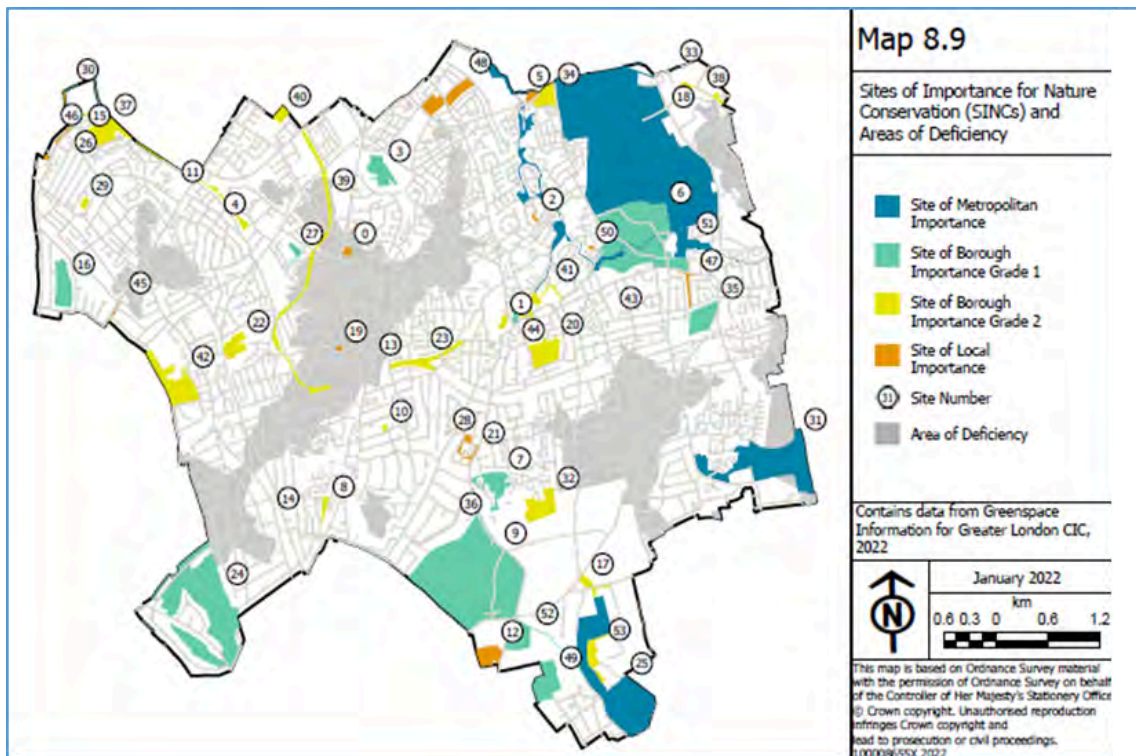 Map 8.9
Sites of Importance for Nature
Conservation (SINCs) and
Areas of Deficiency
Site of Metropolitan
Importance
Site of Borough
Importance Grade 1
Site of Borough
Importance Grade 2
Site of Local
Importance
31 Site Number
Area of Deficiency
Contains data from Greenspace
Information for Greater London CIC,
2022
N
January 2022
km
0.6 0.3 0 0.6 1.2
This map is based on Ordnance Survey material
with the permission of Ordnance Survey on behalf
of the Controller of Her Majesty's Stationery Office
© Crown copyright. Unauthorised reproduction
infringes Crown copyright and
lead to prosecution or civil proceedings.
100008655X 2022
30
48
5
34
33
38
18
46
15
37
40
26
3
11
39
29
4
6
2
27
0
50
51
16
41
47
45
1
43
35
22
19
13
23
44
20
42
10
28
21
31
7
14
8
32
36
9
24
17
52
12
53
49
25